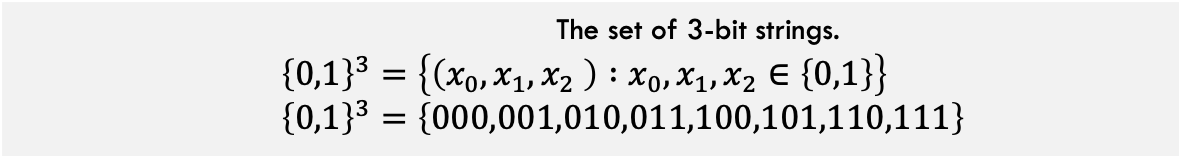 The set of 3-bit strings.
{0,1}³ = {(x₀, x₁, x₂ ) : x₀, x₁, x₂ ∈ {0,1}}
{0,1}³ = {000,001,010,011,100,101,110,111}